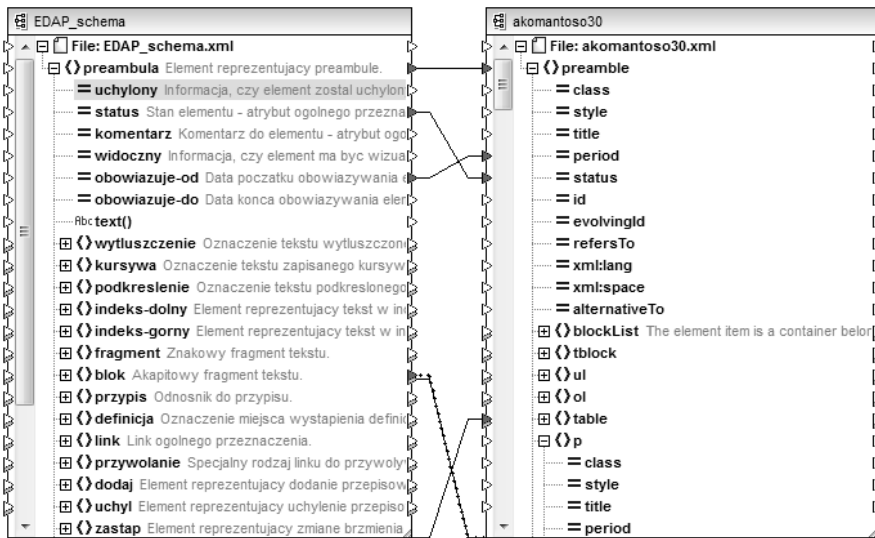 EDAP_schema
File: EDAP_schema.xml
preambula Element reprezentujacy preambule.
= uchylony Informacja, czy element zostal uchylon
= status Stan elementu - atrybut ogolnego przezna
= komentarz Komentarz do elementu - atrybut ogo
= widoczny Informacja, czy element ma byc wizua
= obowiazuje-od Data poczatku obowiazywania e
= obowiazuje-do Data konca obowiazywania elem
Abc text()
wytluszczenie Oznaczenie tekstu wytluszczon
kursywa Oznaczenie tekstu zapisanego kursyw
podkreslenie Oznaczenie tekstu podkreslonego
indeks-dolny Element reprezentujacy tekst w in
indeks-gorny Element reprezentujacy tekst w in
fragment Znakowy fragment tekstu.
blok Akapitowy fragment tekstu.
przypis Odnosnik do przypisu.
definicja Oznaczenie miejsca wystapienia definic
link Link ogolnego przeznaczenia.
przywolanie Specjalny rodzaj linku do przywoly
dodaj Element reprezentujacy dodanie przepisow
uchyl Element reprezentujacy uchylenie przepiso
zastap Element reprezentujacy zmiane brzmienia
akomantoso30
File: akomantoso30.xml
preamble
= class
= style
= title
= period
= status
= id
= evolvingId
= refersTo
= xml:lang
= xml:space
= alternativeTo
blockList The element item is a container belon
tblock
ul
ol
table
p
= class
= style
= title
= period